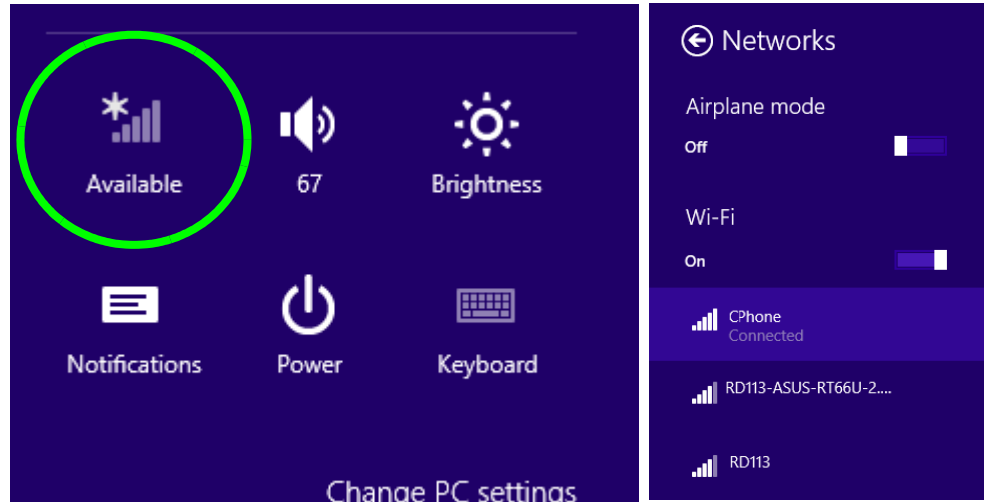 Available
67
Brightness
Notifications
Power
Keyboard
Change PC settings
Networks
Airplane mode
Off
Wi-Fi
On
CPhone
Connected
RD113-ASUS-RT66U-2....
RD113